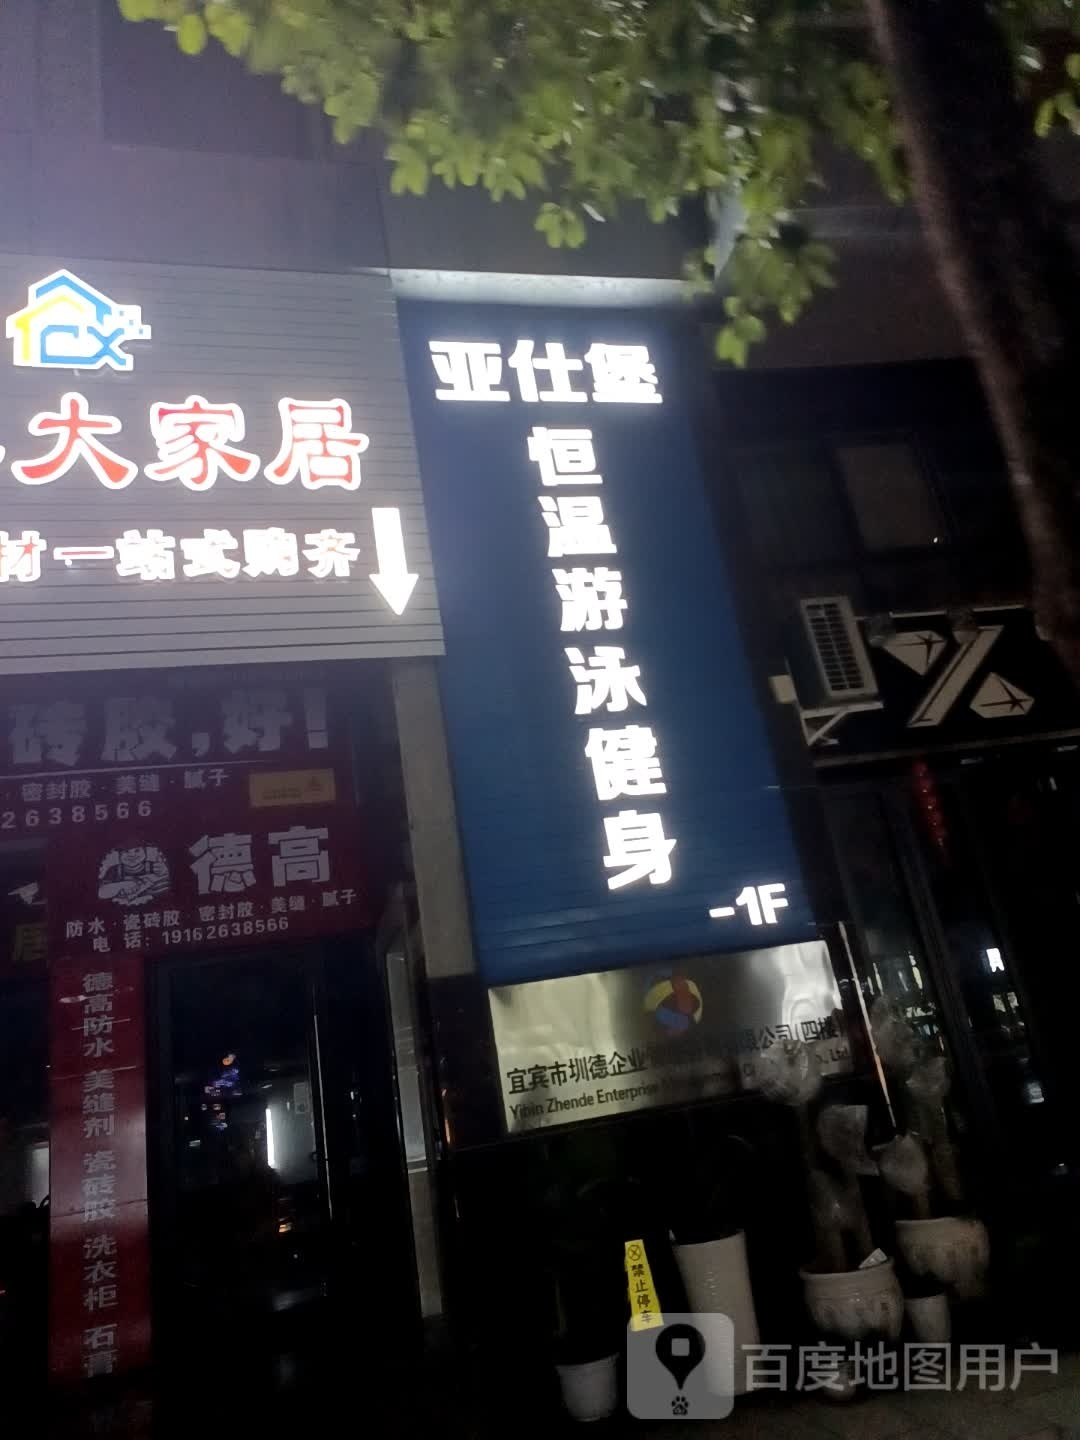 CX
大家居
材一站式购齐
亚仕堡
恒温游泳健身
-1F
砖胶,好!
·密封胶·美缝·腻子
2638566
德高
防水·瓷砖胶·密封胶·美缝·腻子
电话:19162638566
德高防水 美缝剂 瓷砖胶 洗衣柜 石膏
宜宾市圳德企业
限公司(四楼)
Yibin Zhende Enterprise
Ltd
禁止停车
百度地图用户